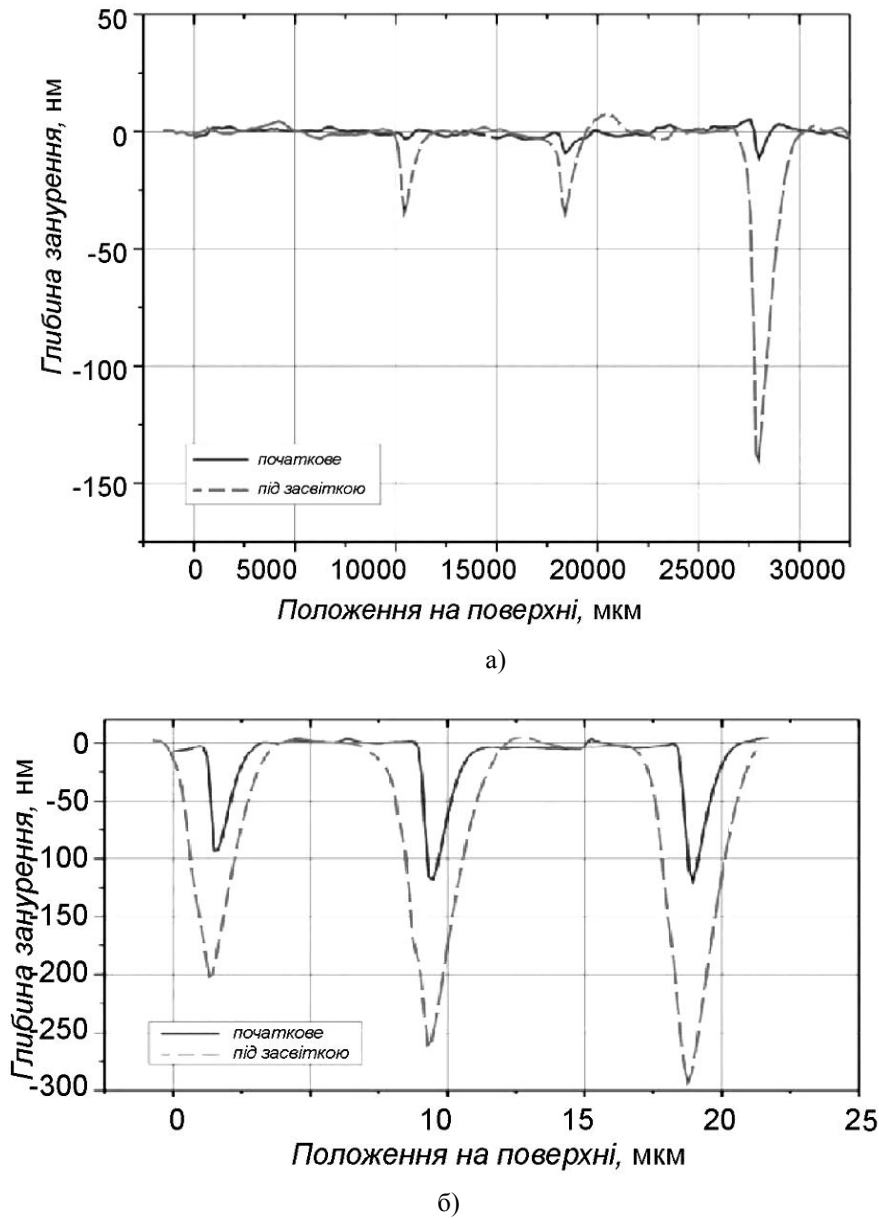 50
0
-50
-100
-150
Глибина занурення, нм
початкове
під засвіткою
0 5000 10000 15000 20000 25000 30000
Положення на поверхні, мкм
а)
0
-50
-100
-150
-200
-250
-300
Глибина занурення, нм
початкове
під засвіткою
0 10 15 20 25
Положення на поверхні, мкм
б)